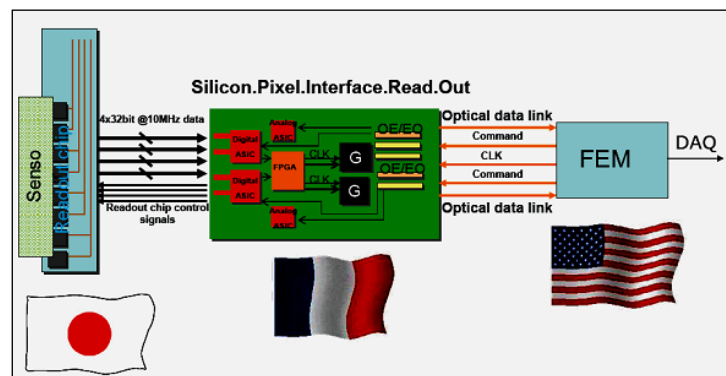 Silicon.Pixel.Interface.Read.Out
Senso
Readout chip
4x32bit @10MHz data
Readout chip control
signals
Analog
ASIC
Digital
ASIC
FPGA
CLK
CLK
G
G
OE/EO
OE/EO
Digital
ASIC
Analog
ASIC
Optical data link
Command
CLK
Command
Optical data link
FEM
DAQ